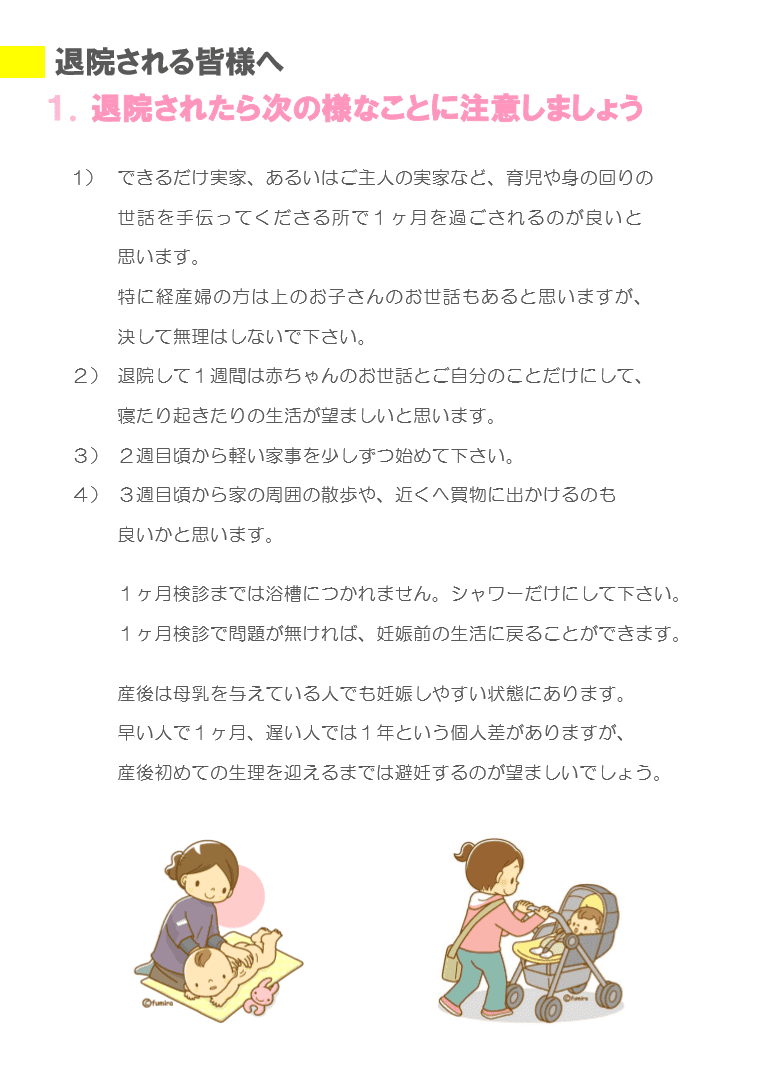 退院される皆様へ
１．退院されたら次の様なことに注意しましょう
１） できるだけ実家、あるいはご主人の実家など、育児や身の回りの
世話を手伝ってくださる所で１ヶ月を過ごされるのが良いと
思います。
特に経産婦の方は上のお子さんのお世話もあると思いますが、
決して無理はしないで下さい。
２） 退院して１週間は赤ちゃんのお世話とご自分のことだけにして、
寝たり起きたりの生活が望ましいと思います。
３） ２週目頃から軽い家事を少しずつ始めて下さい。
４） ３週目頃から家の周囲の散歩や、近くへ買物に出かけるのも
良いかと思います。
１ヶ月検診までは浴槽につかれません。シャワーだけにして下さい。
１ヶ月検診で問題が無ければ、妊娠前の生活に戻ることができます。
産後は母乳を与えている人でも妊娠しやすい状態にあります。
早い人で１ヶ月、遅い人では１年という個人差がありますが、
産後初めての生理を迎えるまでは避妊するのが望ましいでしょう。
©fumira
©fumira